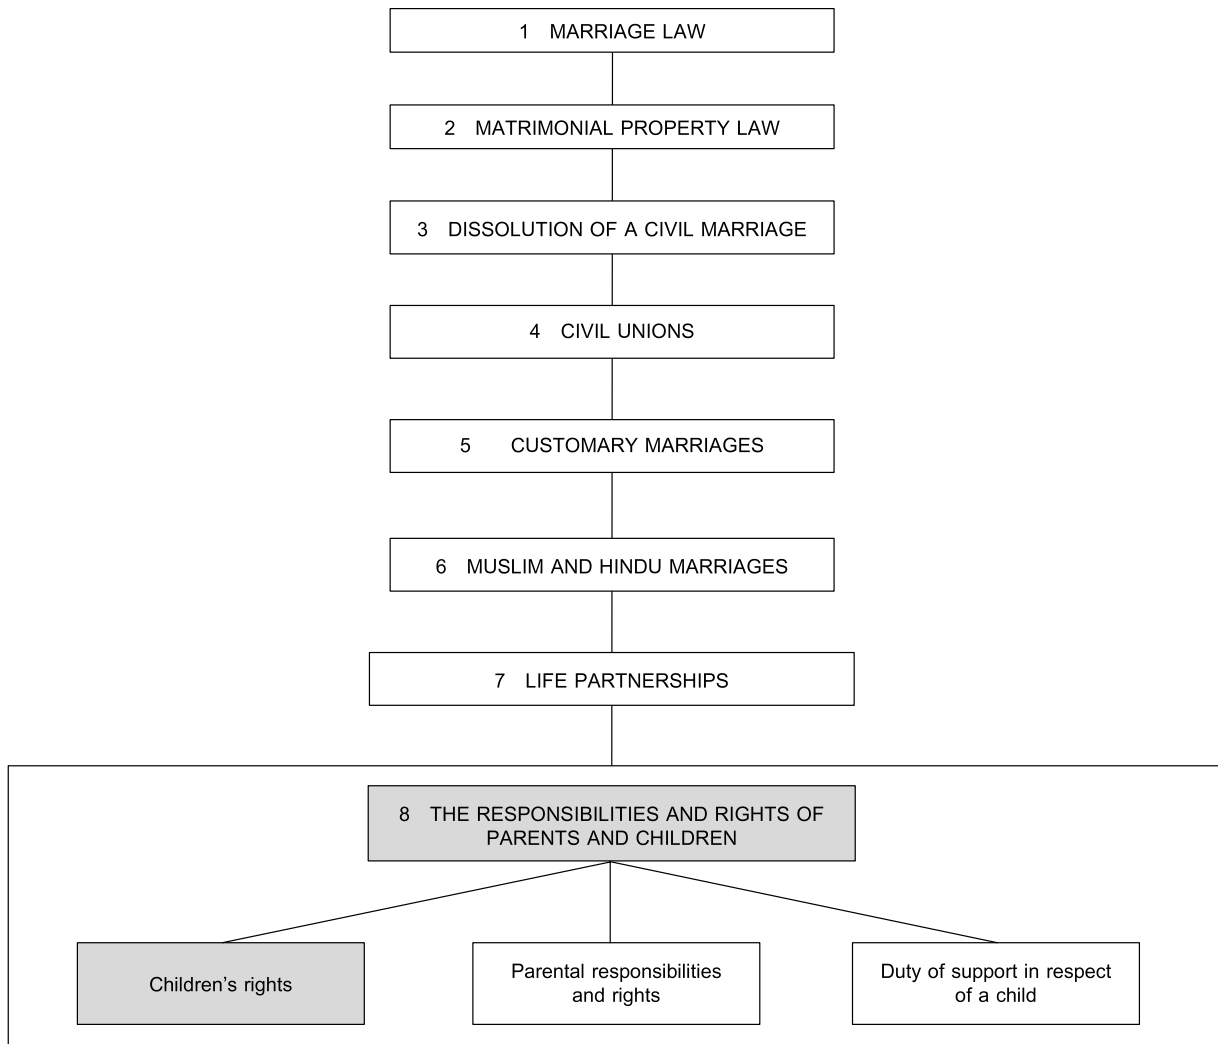 1 MARRIAGE LAW
2 MATRIMONIAL PROPERTY LAW
3 DISSOLUTION OF A CIVIL MARRIAGE
4 CIVIL UNIONS
5 CUSTOMARY MARRIAGES
6 MUSLIM AND HINDU MARRIAGES
7 LIFE PARTNERSHIPS
8 THE RESPONSIBILITIES AND RIGHTS OF
PARENTS AND CHILDREN
Children’s rights
Parental responsibilities
and rights
Duty of support in respect
of a child